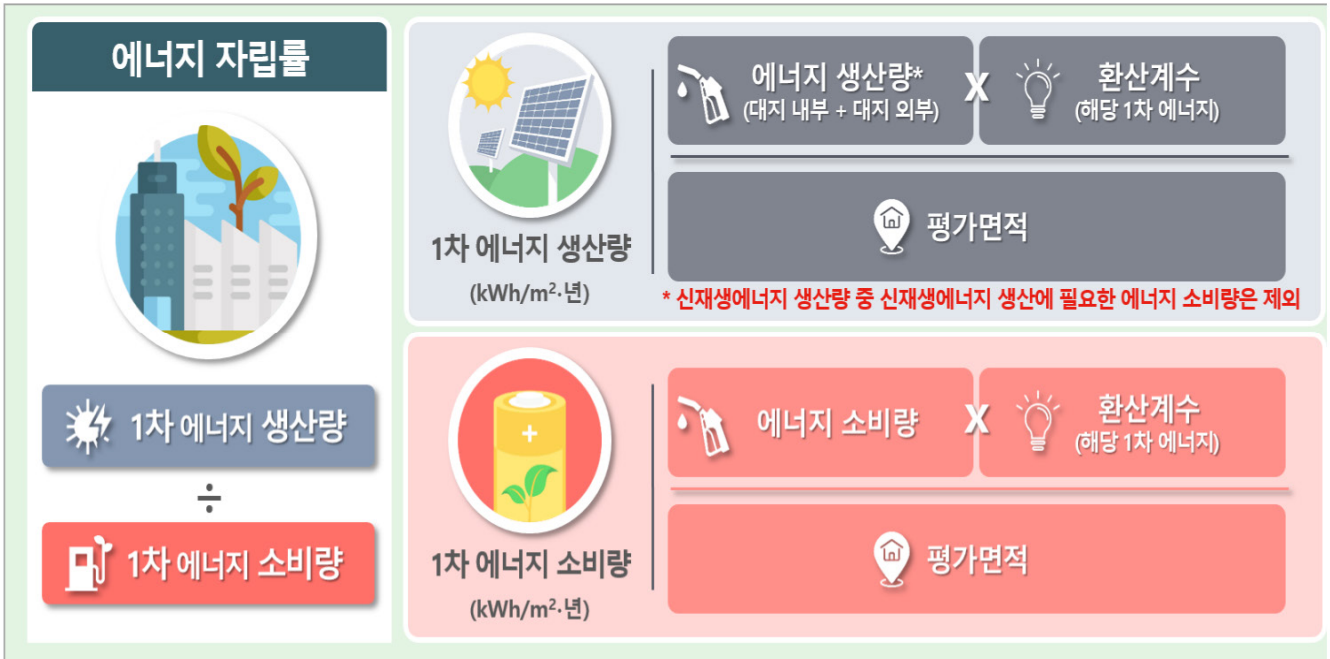 에너지 자립률
1차 에너지 생산량
÷
1차 에너지 소비량
1차 에너지 생산량
(kWh/m²·년)
에너지 생산량*
(대지 내부 + 대지 외부)
X
환산계수
(해당 1차 에너지)
평가면적
* 신재생에너지 생산량 중 신재생에너지 생산에 필요한 에너지 소비량은 제외
+
1차 에너지 소비량
(kWh/m²·년)
에너지 소비량
X
환산계수
(해당 1차 에너지)
평가면적